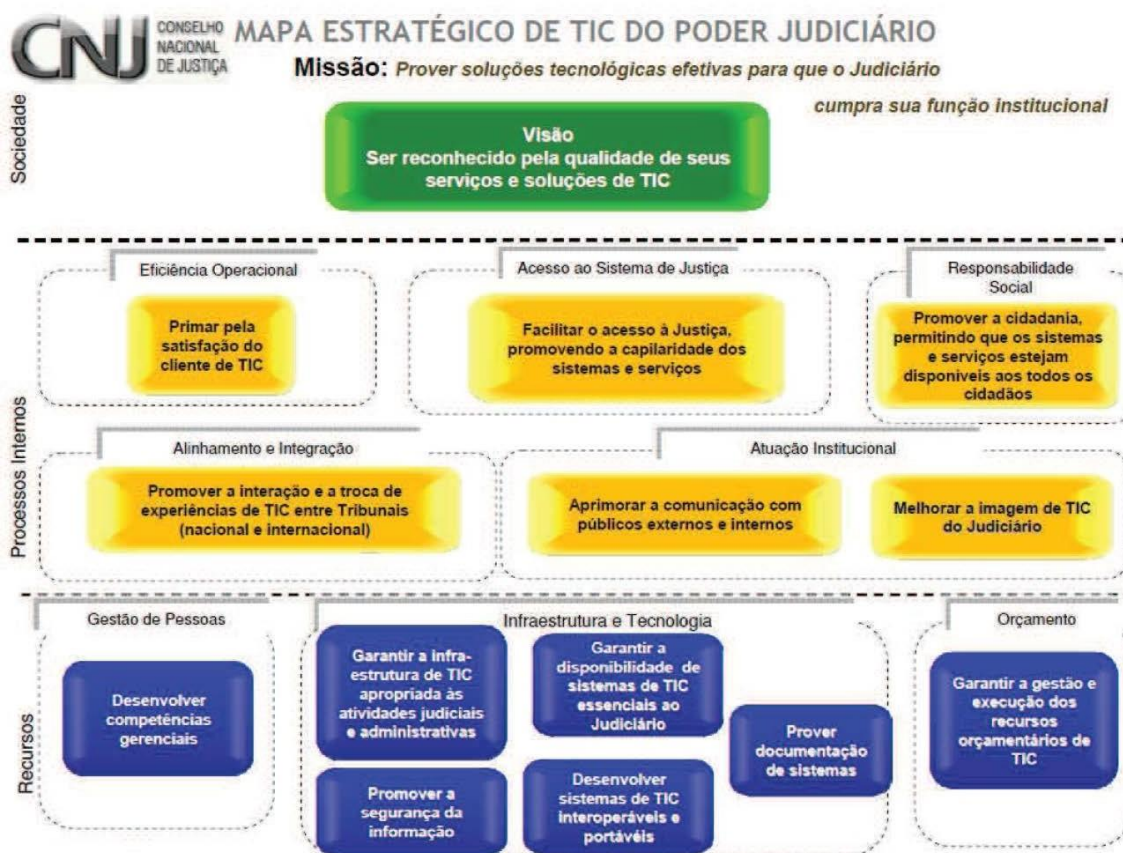 CNJ
CONSELHO
NACIONAL
DE JUSTIÇA
MAPA ESTRATÉGICO DE TIC DO PODER JUDICIÁRIO
Missão: Prover soluções tecnológicas efetivas para que o Judiciário
cumpra sua função institucional
Sociedade
Visão
Ser reconhecido pela qualidade de seus
serviços e soluções de TIC
Processos Internos
Eficiência Operacional
Primar pela
satisfação do
cliente de TIC
Acesso ao Sistema de Justiça
Facilitar o acesso à Justiça,
promovendo a capilaridade dos
sistemas e serviços
Responsabilidade
Social
Promover a cidadania,
permitindo que os sistemas
e serviços estejam
disponíveis aos todos os
cidadãos
Alinhamento e Integração
Promover a interação e a troca de
experiências de TIC entre Tribunais
(nacional e internacional)
Atuação Institucional
Aprimorar a comunicação com
públicos externos e internos
Melhorar a imagem de TIC
do Judiciário
Recursos
Gestão de Pessoas
Desenvolver
competências
gerenciais
Infraestrutura e Tecnologia
Garantir a infra-
estrutura de TIC
apropriada às
atividades judiciais
e administrativas
Garantir a
disponibilidade de
sistemas de TIC
essenciais ao
Judiciário
Promover a
segurança da
informação
Desenvolver
sistemas de TIC
interoperáveis e
portávéis
Prover
documentação
de sistemas
Orçamento
Garantir a gestão e
execução dos
recursos
orçamentários de
TIC